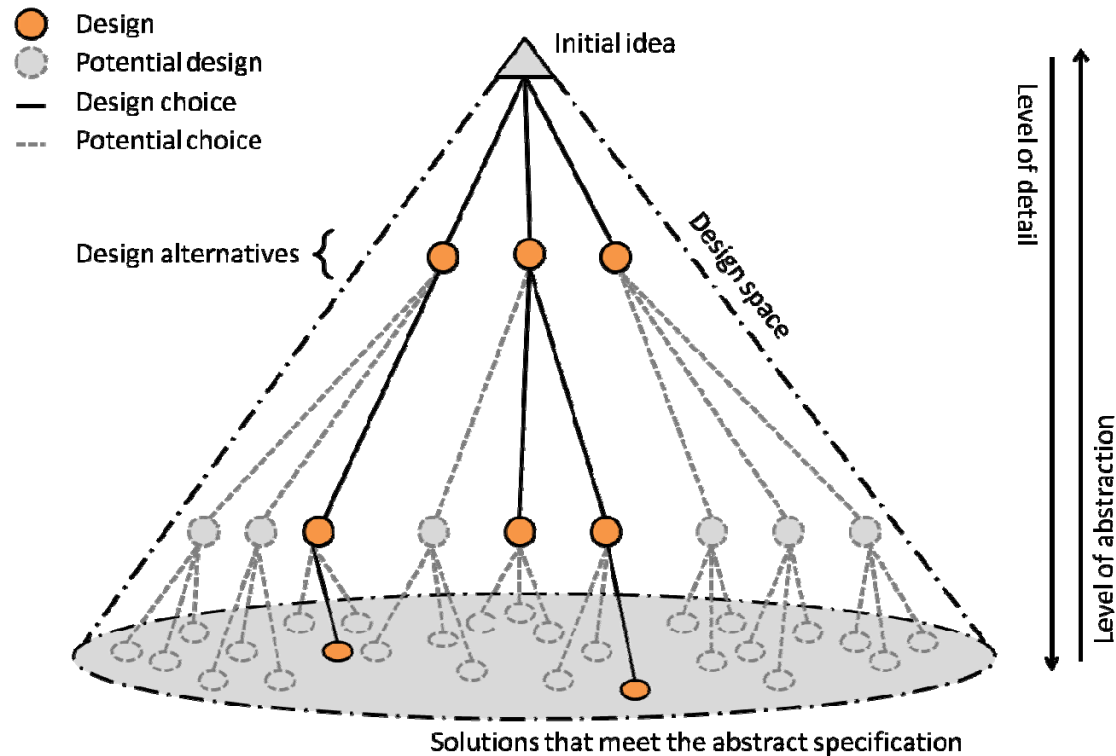 Design
Potential design
Design choice
Potential choice
Initial idea
Level of detail
Design alternatives
Design space
Level of abstraction
Solutions that meet the abstract specification